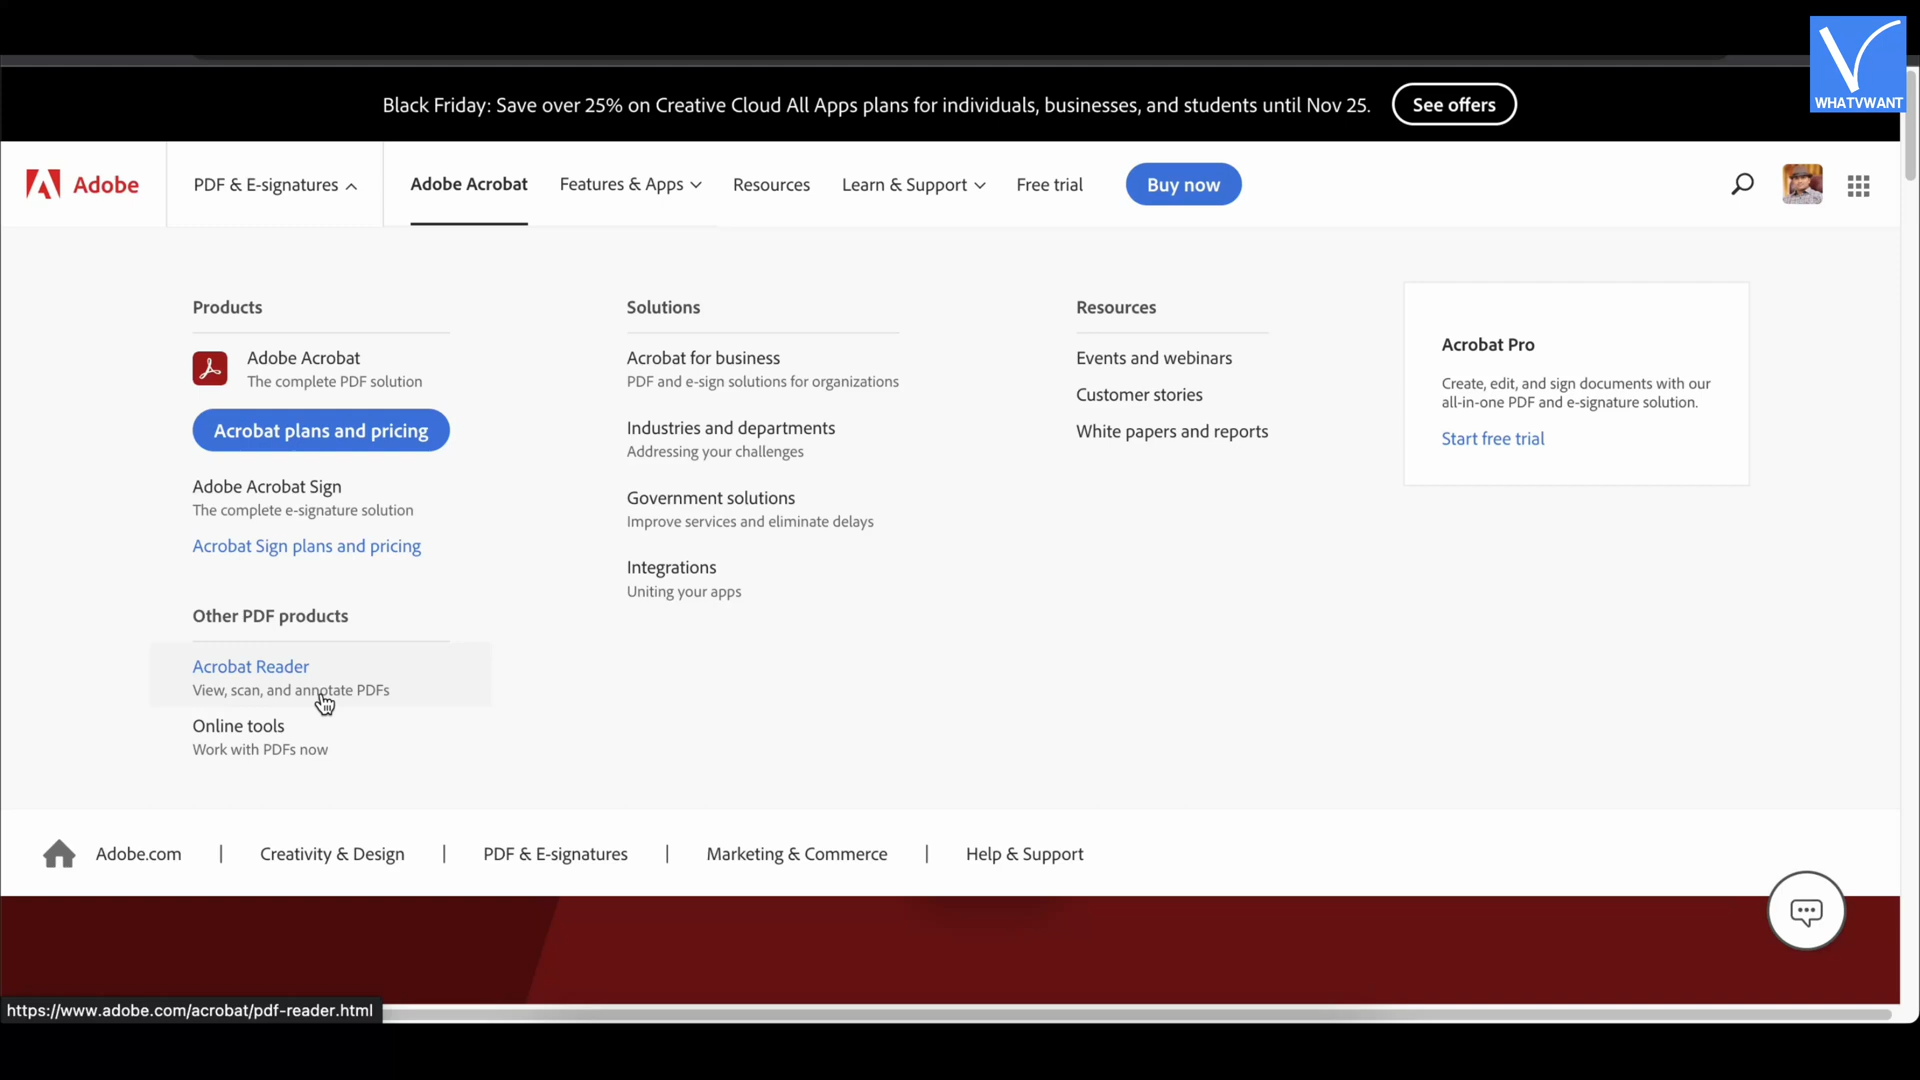 WHATVWANT
Black Friday: Save over 25% on Creative Cloud All Apps plans for individuals, businesses, and students until Nov 25. See offers
Adobe PDF & E-signatures Adobe Acrobat Features & Apps Resources Learn & Support Free trial Buy now
Products
Adobe Acrobat
The complete PDF solution
Acrobat plans and pricing
Adobe Acrobat Sign
The complete e-signature solution
Acrobat Sign plans and pricing
Other PDF products
Acrobat Reader
View, scan, and annotate PDFs
Online tools
Work with PDFs now
Solutions
Acrobat for business
PDF and e-sign solutions for organizations
Industries and departments
Addressing your challenges
Government solutions
Improve services and eliminate delays
Integrations
Uniting your apps
Resources
Events and webinars
Customer stories
White papers and reports
Acrobat Pro
Create, edit, and sign documents with our
all-in-one PDF and e-signature solution.
Start free trial
Adobe.com | Creativity & Design | PDF & E-signatures | Marketing & Commerce | Help & Support
https://www.adobe.com/acrobat/pdf-reader.html